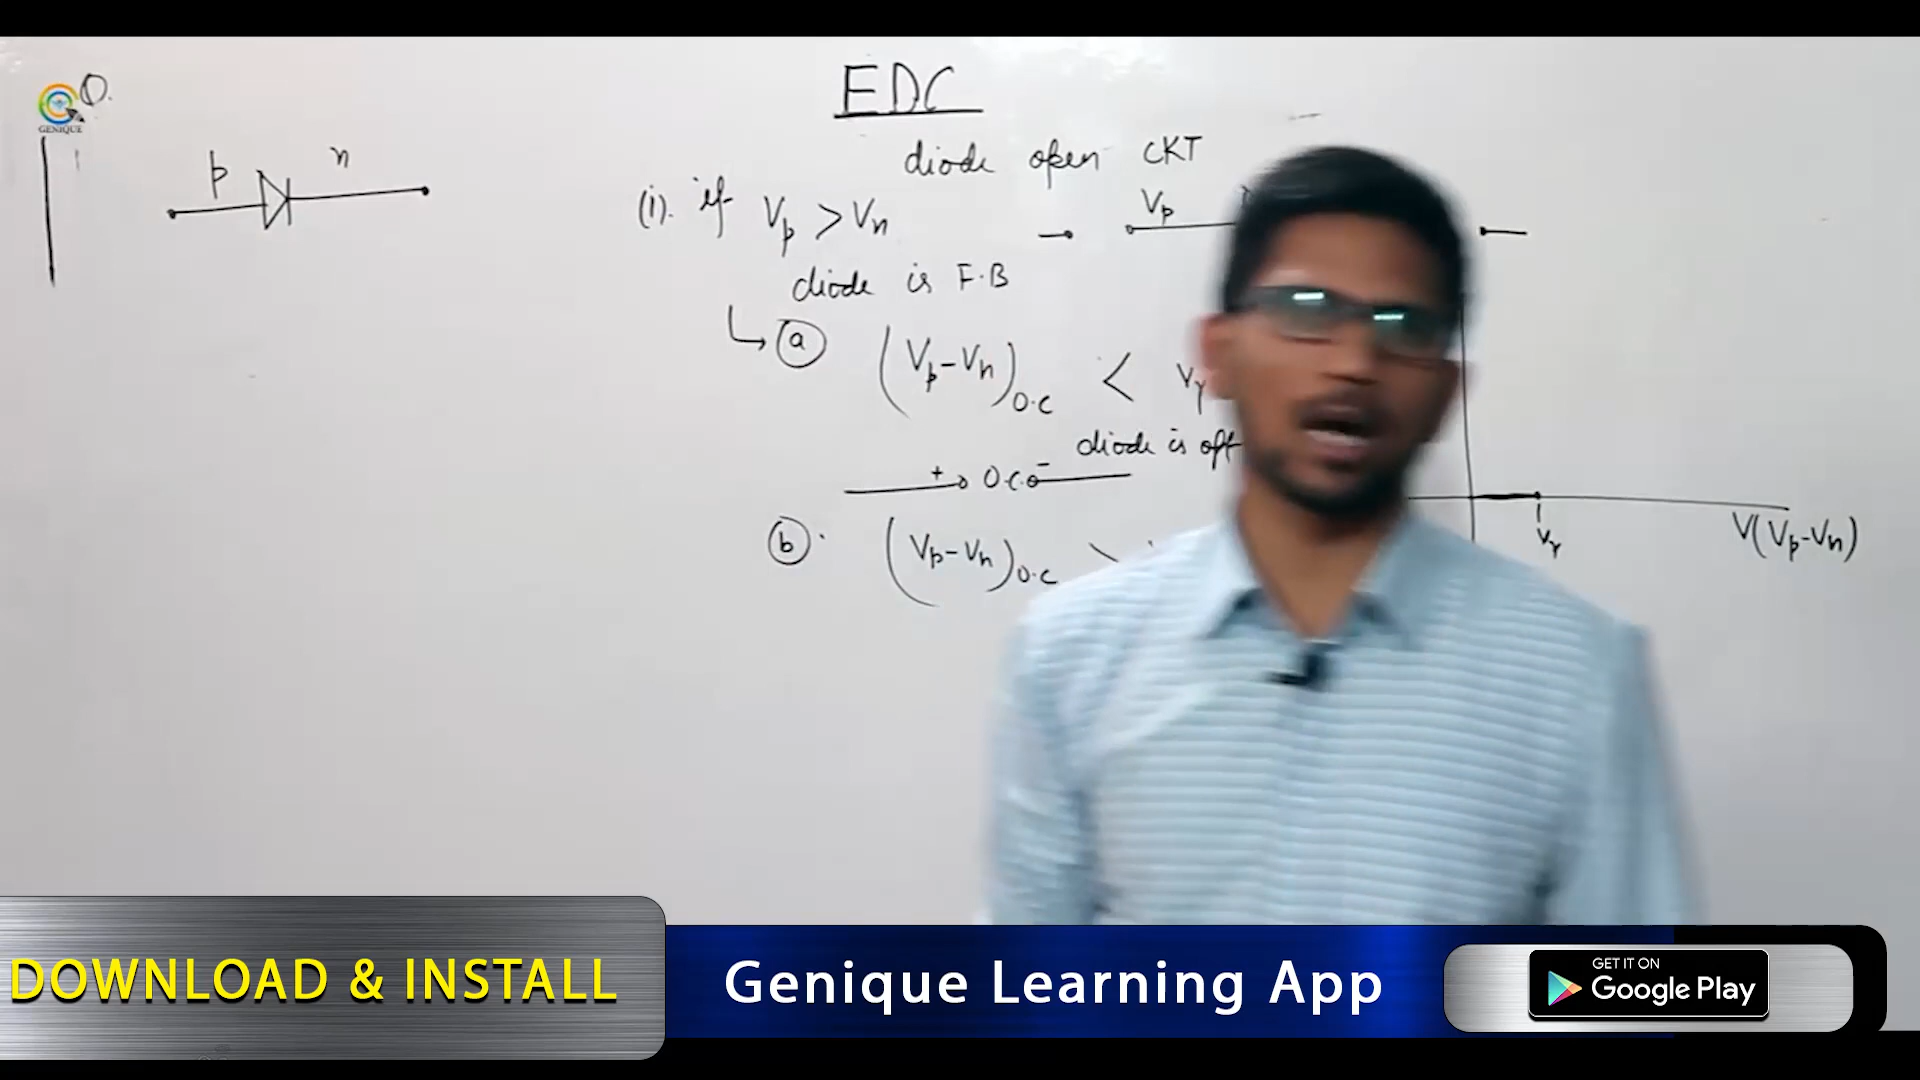 EDC
GENIQUE
p n
diode open CKT
(i). if Vp > Vn
Vp
diode is F.B
a (Vp-Vn)O.C < Vγ
diode is off
+ O.C -
b. (Vp-Vn)O.C >
Vγ
V(Vp-Vn)
DOWNLOAD & INSTALL
Genique Learning App
GET IT ON
Google Play